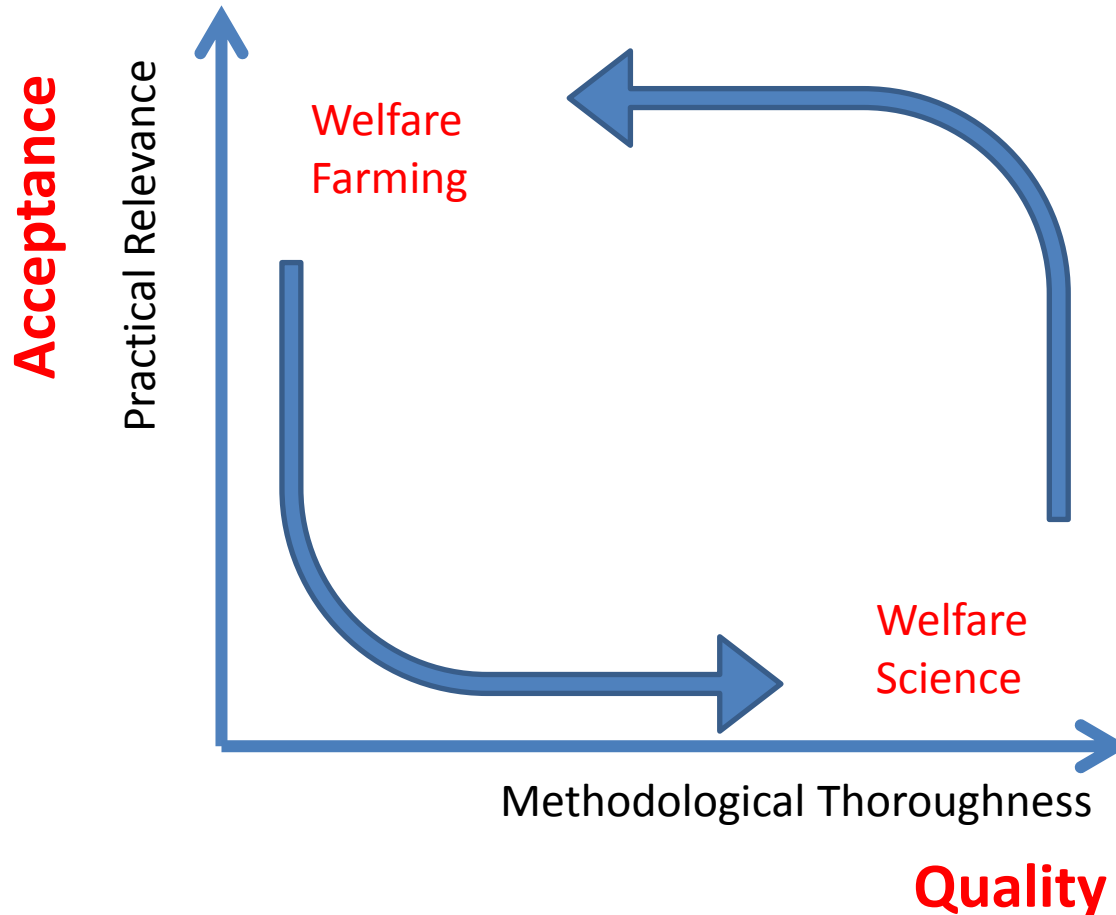 Acceptance
Practical Relevance
Welfare
Farming
Welfare
Science
Methodological Thoroughness
Quality